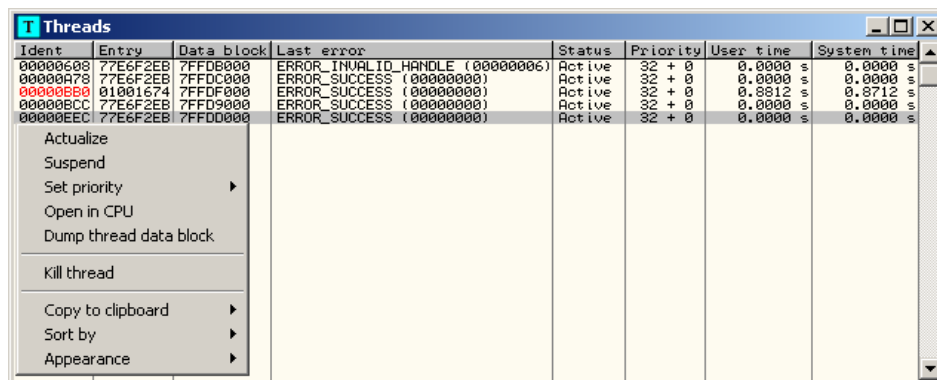 T Threads
Ident Entry Data block Last error Status Priority User time System time
00000608 77E6F2EB 7FFDB000 ERROR_INVALID_HANDLE (00000006) Active 32 + 0 0.0000 s 0.0000 s
00000A78 77E6F2EB 7FFDC000 ERROR_SUCCESS (00000000) Active 32 + 0 0.0000 s 0.0000 s
00000BB0 01001674 7FFDF000 ERROR_SUCCESS (00000000) Active 32 + 0 0.8812 s 0.8712 s
00000BCC 77E6F2EB 7FFD9000 ERROR_SUCCESS (00000000) Active 32 + 0 0.0000 s 0.0000 s
00000EEC 77E6F2EB 7FFDD000 ERROR_SUCCESS (00000000) Active 32 + 0 0.0000 s 0.0000 s
Actualize
Suspend
Set priority
Open in CPU
Dump thread data block
Kill thread
Copy to clipboard
Sort by
Appearance